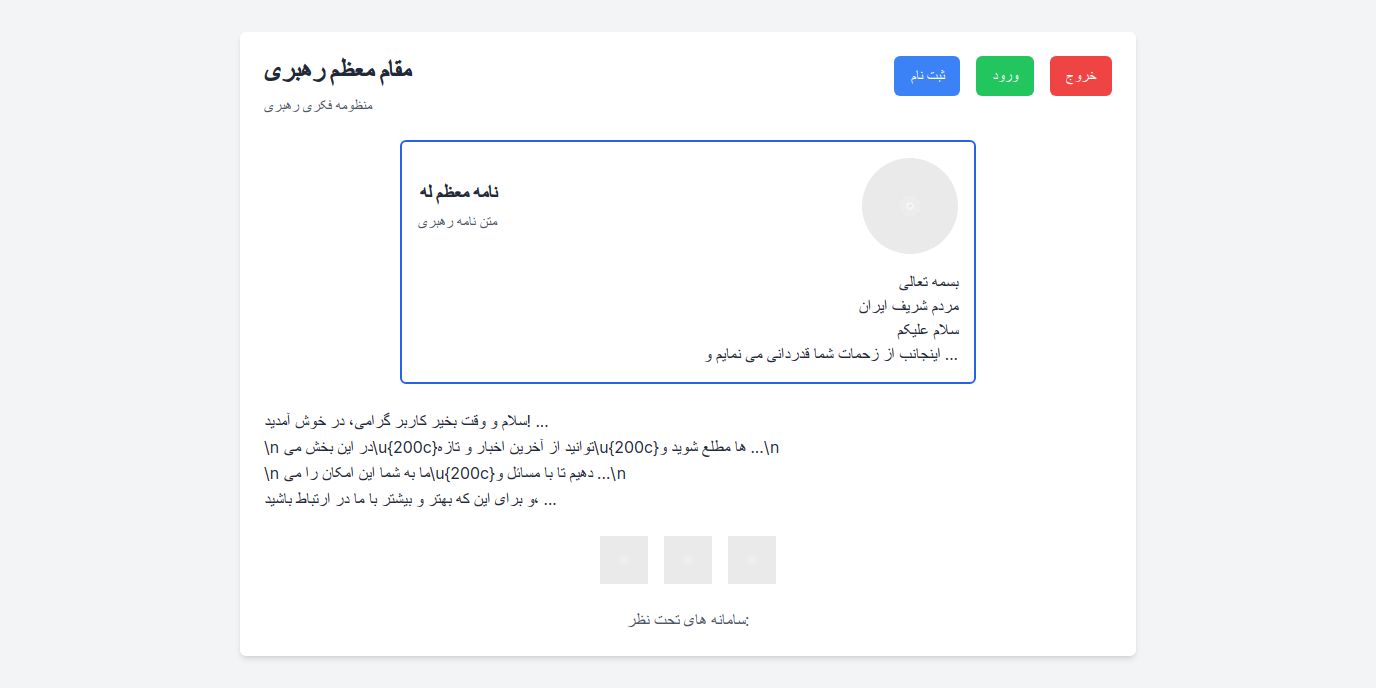 مقام معظم رهبری
منظومه فکری رهبری
خروج
ورود
ثبت نام
نامه معظم له
متن نامه رهبری
بسمه تعالی
مردم شریف ایران
سلام علیکم
اینجانب از زحمات شما قدردانی می نمایم و ...
سلام و وقت بخیر کاربر گرامی، در خوش آمدید! ...
\n در این بخش می\u{200c}توانید از آخرین اخبار و تازه\u{200c}ها مطلع شوید و ...\n
\n ما به شما این امکان را می\u{200c}دهیم تا با مسائل و ...\n
و برای این که بهتر و بیشتر با ما در ارتباط باشید، ...
سامانه های تحت نظر: